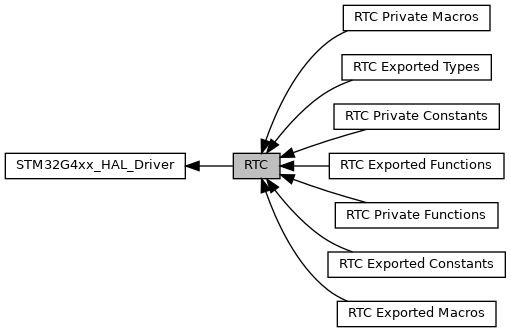 RTC Private Macros
RTC Exported Types
RTC Private Constants
STM32G4xx_HAL_Driver
RTC
RTC Exported Functions
RTC Private Functions
RTC Exported Constants
RTC Exported Macros